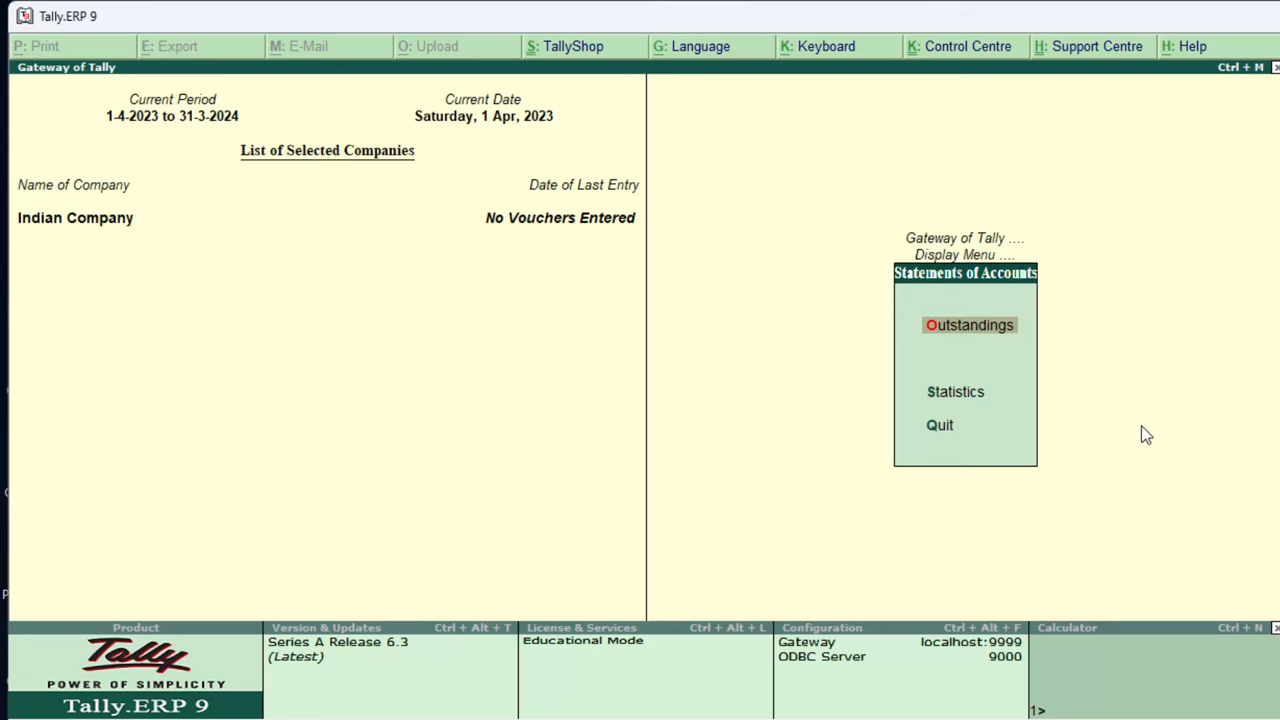 Tally.ERP 9
P: Print E: Export M: E-Mail O: Upload S: TallyShop G: Language K: Keyboard K: Control Centre H: Support Centre H: Help
Gateway of Tally Ctrl + M
Current Period Current Date
1-4-2023 to 31-3-2024 Saturday, 1 Apr, 2023
List of Selected Companies
Name of Company Date of Last Entry
Indian Company No Vouchers Entered
Gateway of Tally ....
Display Menu ....
Statements of Accounts
Outstandings
Statistics
Quit
Product Version & Updates Ctrl + Alt + T License & Services Ctrl + Alt + L Configuration Ctrl + Alt + F Calculator Ctrl + N
Tally
POWER OF SIMPLICITY
Tally.ERP 9
Series A Release 6.3
(Latest)
Educational Mode
Gateway localhost:9999
ODBC Server 9000
1>